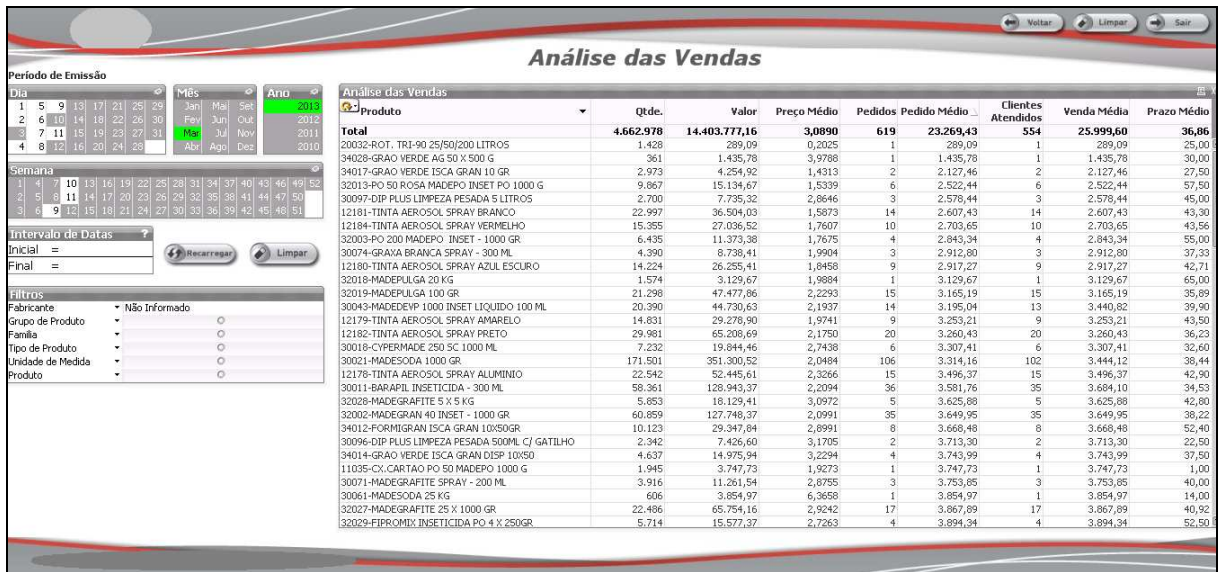 Voltar Limpar Sair
Análise das Vendas
Período de Emissão
Dia
1 5 9 13 17 21 25 29
2 6 10 14 18 22 26 30
3 7 11 15 19 23 27 31
4 8 12 16 20 24 28
Mês
Jan Mai Set
Fev Jun Out
Mar Jul Nov
Abr Ago Dez
Ano
2013
2012
2011
2010
Semana
1 4 7 10 13 16 19 22 25 28 31 34 37 40 43 46 49 52
2 5 8 11 14 17 20 23 26 29 32 35 38 41 44 47 50
3 6 9 12 15 18 21 24 27 30 33 36 39 42 45 48 51
Intervalo de Datas ?
Inicial =
Final =
Recarregar Limpar
Filtros
Fabricante Não Informado
Grupo de Produto
Familia
Tipo de Produto
Unidade de Medida
Produto
Análise das Vendas
Produto Qtde. Valor Preço Médio Pedidos Pedido Médio Clientes Atendidos Venda Média Prazo Médio
Total 4.662.978 14.403.777,16 3,0890 619 23.269,43 554 25.999,60 36,86
20032-ROT. TRI-90 25/50/200 LITROS 1.428 289,09 0,2025 1 289,09 1 289,09 25,00
34028-GRAO VERDE AG 50 X 500 G 361 1.435,78 3,9788 1 1.435,78 1 1.435,78 30,00
34017-GRAO VERDE ISCA GRAN 10 GR 2.973 4.254,92 1,4313 2 2.127,46 2 2.127,46 27,50
32013-PO 50 ROSA MADEPO INSET PO 1000 G 9.867 15.134,67 1,5339 6 2.522,44 6 2.522,44 57,50
30097-DIP PLUS LIMPEZA PESADA 5 LITROS 2.700 7.735,32 2,8646 3 2.578,44 3 2.578,44 45,00
12181-TINTA AEROSOL SPRAY BRANCO 22.997 36.504,03 1,5873 14 2.607,43 14 2.607,43 43,30
12184-TINTA AEROSOL SPRAY VERMELHO 15.355 27.036,52 1,7607 10 2.703,65 10 2.703,65 43,56
32003-PO 200 MADEPO INSET - 1000 GR 6.435 11.373,38 1,7675 4 2.843,34 4 2.843,34 55,00
30074-GRAXA BRANCA SPRAY - 300 ML 4.390 8.738,41 1,9904 3 2.912,80 3 2.912,80 37,33
12180-TINTA AEROSOL SPRAY AZUL ESCURO 14.224 26.255,41 1,8458 9 2.917,27 9 2.917,27 42,71
32018-MADEPULGA 20 KG 1.574 3.129,67 1,9884 1 3.129,67 1 3.129,67 65,00
32019-MADEPULGA 100 GR 21.298 47.477,86 2,2293 15 3.165,19 15 3.165,19 35,89
30043-MADEDEVP 1000 INSET LIQUIDO 100 ML 20.390 44.730,63 2,1937 14 3.195,04 13 3.440,82 39,90
12179-TINTA AEROSOL SPRAY AMARELO 14.831 29.278,90 1,9741 9 3.253,21 9 3.253,21 43,50
12182-TINTA AEROSOL SPRAY PRETO 29.981 65.208,69 2,1750 20 3.260,43 20 3.260,43 36,23
30018-CYPERMADE 250 SC 1000 ML 7.232 19.844,46 2,7438 6 3.307,41 6 3.307,41 32,60
30021-MADESODA 1000 GR 171.501 351.300,52 2,0484 106 3.314,16 102 3.444,12 38,44
12178-TINTA AEROSOL SPRAY ALUMINIO 22.542 52.445,61 2,3266 15 3.496,37 15 3.496,37 42,90
30011-BARAPIL INSETICIDA - 300 ML 58.361 128.943,37 2,2094 36 3.581,76 35 3.684,10 34,53
32028-MADEGRAFITE 5 X 5 KG 5.853 18.129,41 3,0972 5 3.625,88 5 3.625,88 42,80
32002-MADEGRAN 40 INSET - 1000 GR 60.859 127.748,37 2,0991 35 3.649,95 35 3.649,95 38,22
34012-FORMIGRAN ISCA GRAN 10X50GR 10.123 29.347,84 2,8991 8 3.668,48 8 3.668,48 52,40
30096-DIP PLUS LIMPEZA PESADA 500ML C/ GATILHO 2.342 7.426,60 3,1705 2 3.713,30 2 3.713,30 22,50
34014-GRAO VERDE ISCA GRAN DISP 10X50 4.637 14.975,94 3,2294 4 3.743,99 4 3.743,99 37,50
11035-CX.CARTAO PO 50 MADEPO 1000 G 1.945 3.747,73 1,9273 1 3.747,73 1 3.747,73 1,00
30071-MADEGRAFITE SPRAY - 200 ML 3.916 11.261,54 2,8755 3 3.753,85 3 3.753,85 40,00
30061-MADESODA 25 KG 606 3.854,97 6,3658 1 3.854,97 1 3.854,97 14,00
32027-MADEGRAFITE 25 X 1000 GR 22.486 65.754,16 2,9242 17 3.867,89 17 3.867,89 40,92
32029-FIPROMIX INSETICIDA PO 4 X 250GR 5.714 15.577,37 2,7263 4 3.894,34 4 3.894,34 52,50